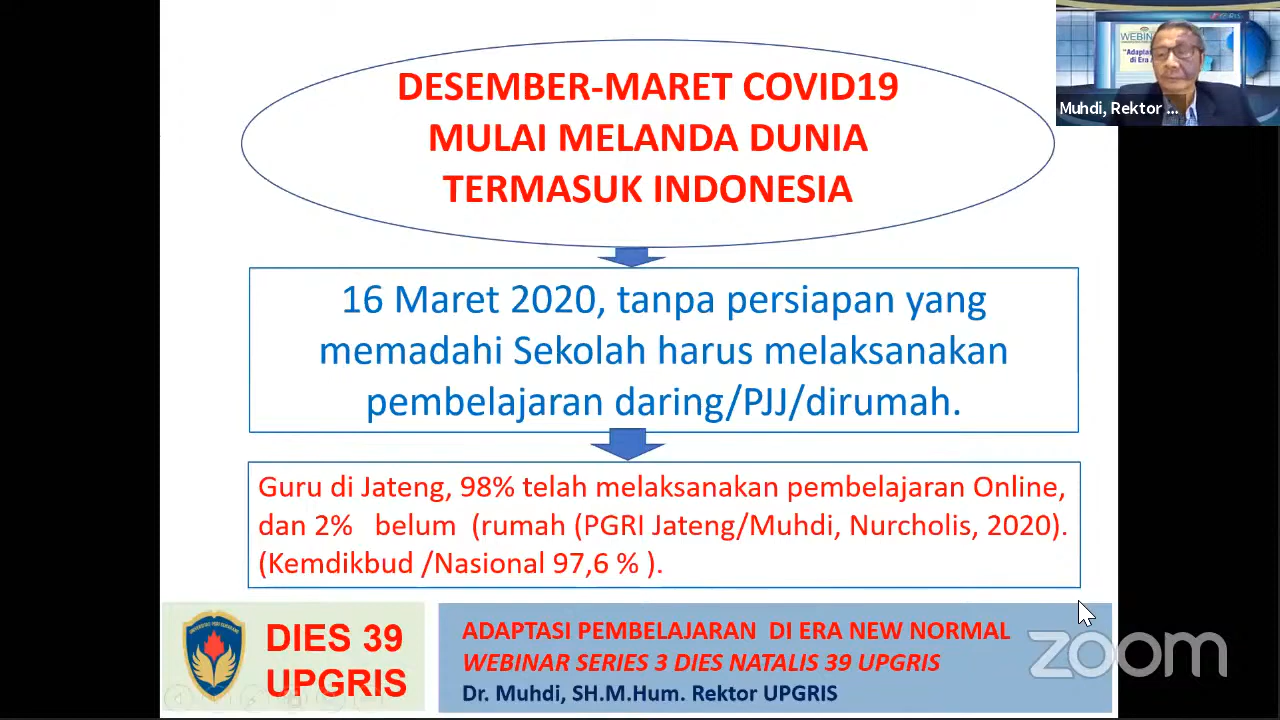 DESEMBER-MARET COVID19
MULAI MELANDA DUNIA
TERMASUK INDONESIA
16 Maret 2020, tanpa persiapan yang
memadahi Sekolah harus melaksanakan
pembelajaran daring/PJJ/dirumah.
Guru di Jateng, 98% telah melaksanakan pembelajaran Online,
dan 2% belum (rumah (PGRI Jateng/Muhdi, Nurcholis, 2020).
(Kemdikbud /Nasional 97,6 % ).
DIES 39
UPGRIS
ADAPTASI PEMBELAJARAN DI ERA NEW NORMAL
WEBINAR SERIES 3 DIES NATALIS 39 UPGRIS
Dr. Muhdi, SH.M.Hum. Rektor UPGRIS
zoom
Muhdi, Rektor ...